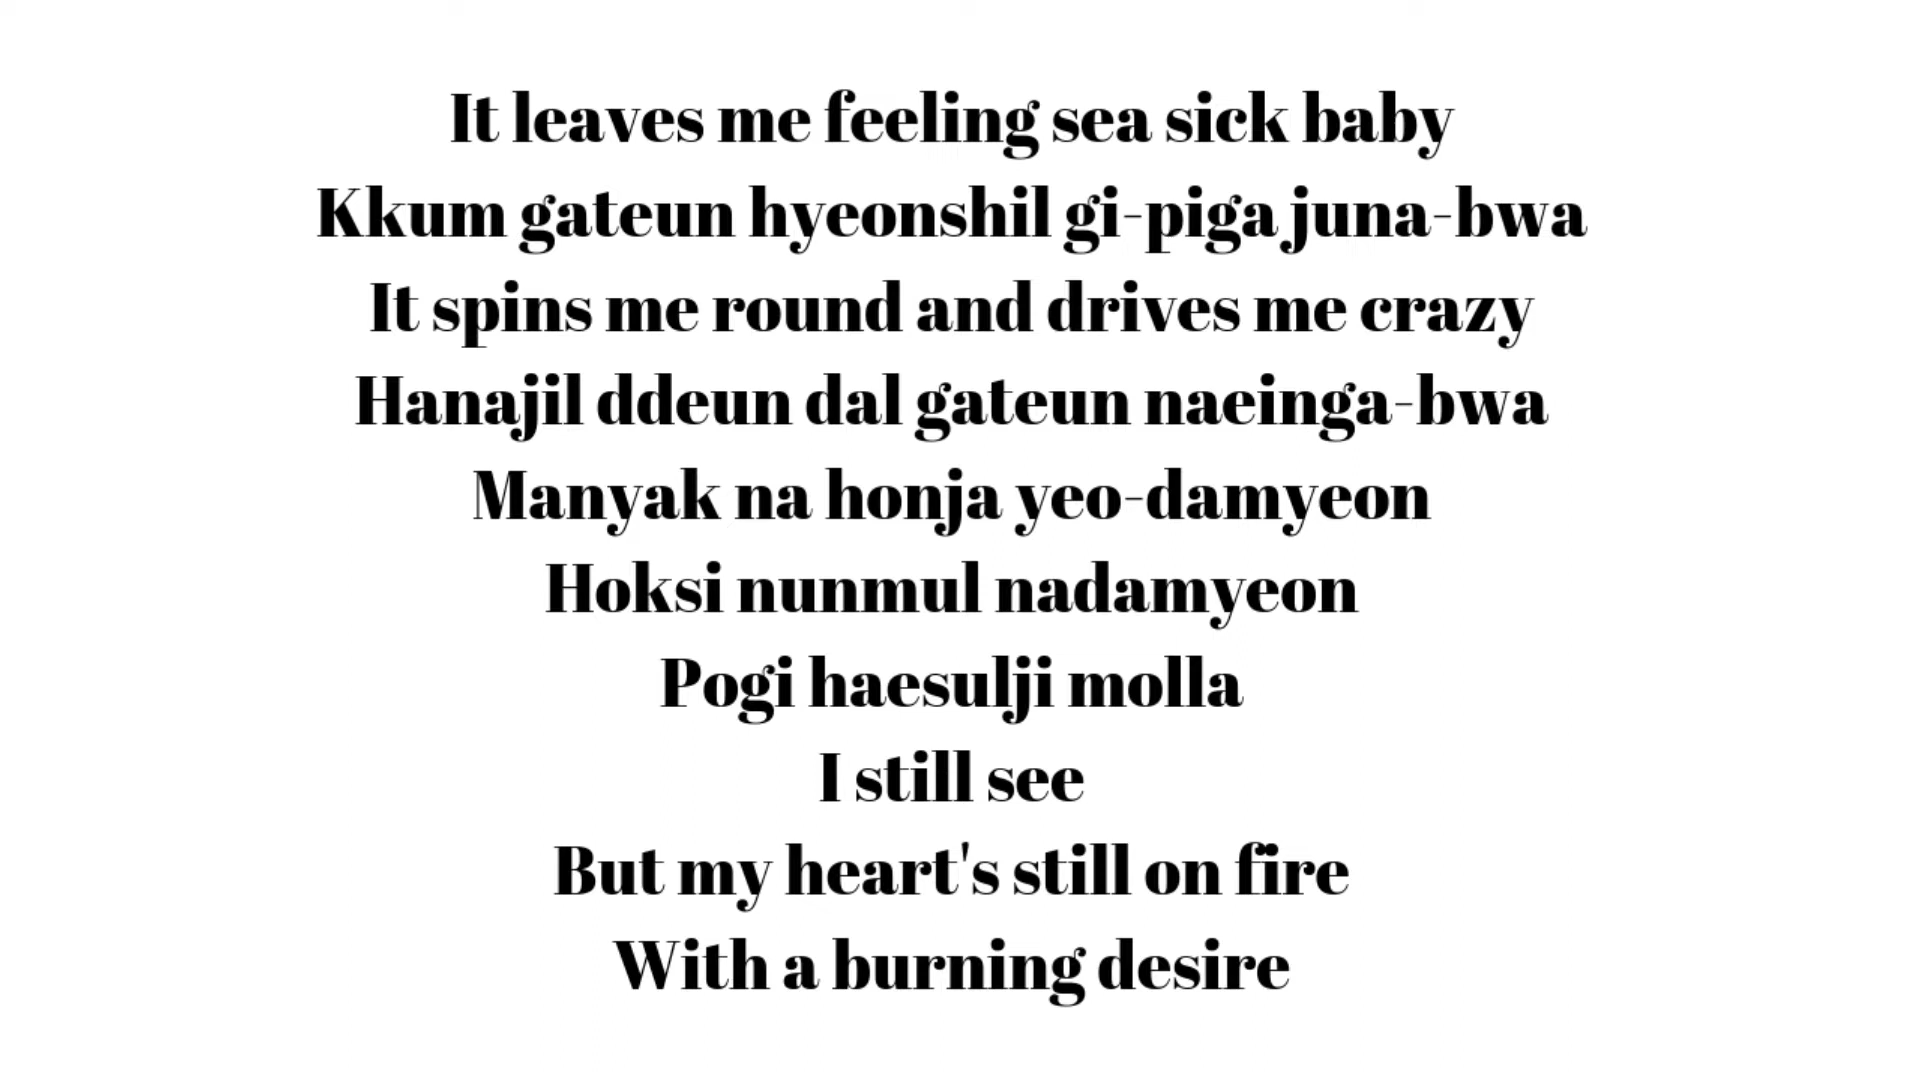 It leaves me feeling sea sick baby
Kkum gateun hyeonshil gi-piga juna-bwa
It spins me round and drives me crazy
Hanajil ddeun dal gateun naeinga-bwa
Manyak na honja yeo-damyeon
Hoksi nunmul nadamyeon
Pogi haesulji molla
I still see
But my heart's still on fire
With a burning desire